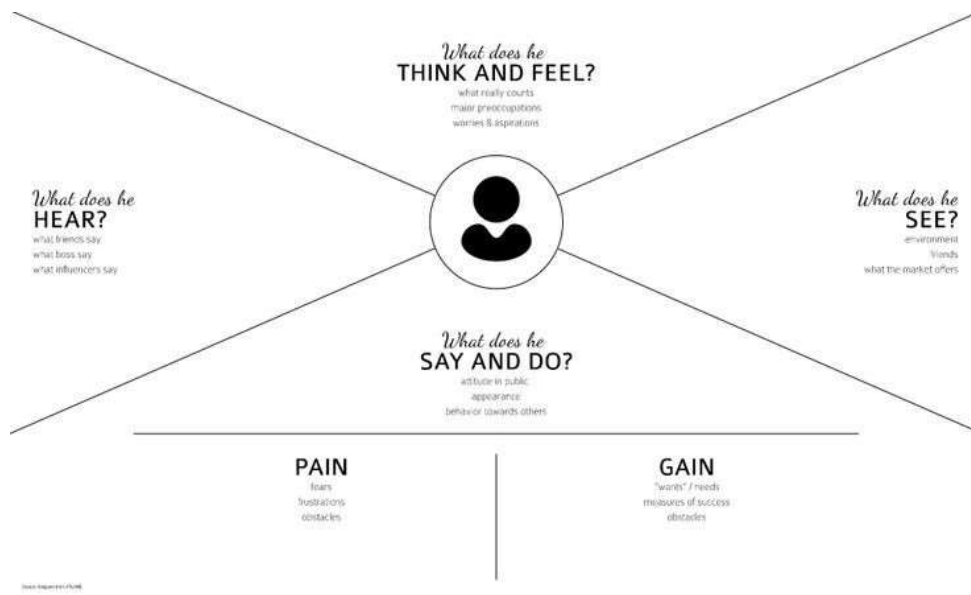 What does he
THINK AND FEEL?
what really counts
major preoccupations
worries & aspirations
What does he
HEAR?
what friends say
what boss say
what influencers say
What does he
SEE?
environment
friends
what the market offers
What does he
SAY AND DO?
attitude in public
appearance
behavior towards others
PAIN
fears
frustrations
obstacles
GAIN
"wants" / needs
measures of success
obstacles